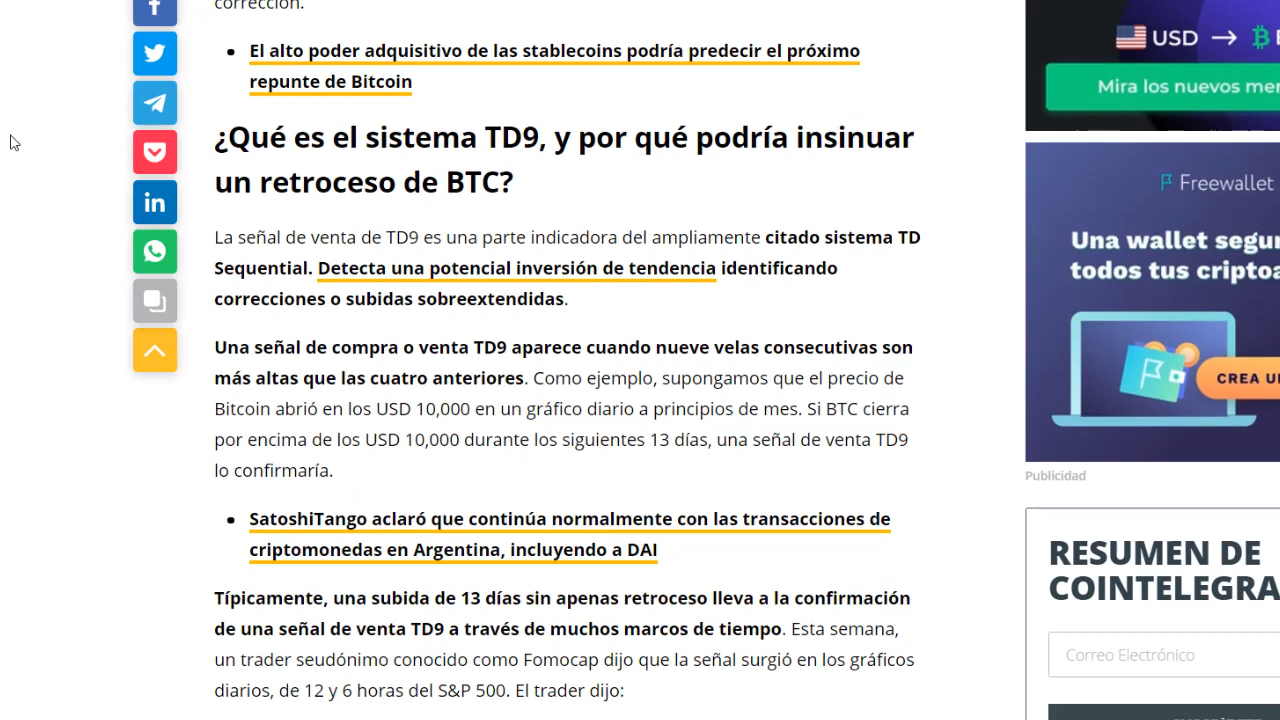 corrección.
El alto poder adquisitivo de las stablecoins podría predecir el próximo
repunte de Bitcoin
¿Qué es el sistema TD9, y por qué podría insinuar
un retroceso de BTC?
La señal de venta de TD9 es una parte indicadora del ampliamente citado sistema TD
Sequential. Detecta una potencial inversión de tendencia identificando
correcciones o subidas sobreextendidas.
Una señal de compra o venta TD9 aparece cuando nueve velas consecutivas son
más altas que las cuatro anteriores. Como ejemplo, supongamos que el precio de
Bitcoin abrió en los USD 10,000 en un gráfico diario a principios de mes. Si BTC cierra
por encima de los USD 10,000 durante los siguientes 13 días, una señal de venta TD9
lo confirmaría.
SatoshiTango aclaró que continúa normalmente con las transacciones de
criptomonedas en Argentina, incluyendo a DAI
Típicamente, una subida de 13 días sin apenas retroceso lleva a la confirmación
de una señal de venta TD9 a través de muchos marcos de tiempo. Esta semana,
un trader seudónimo conocido como Fomocap dijo que la señal surgió en los gráficos
diarios, de 12 y 6 horas del S&P 500. El trader dijo:
USD →
Mira los nuevos mer
Freewallet
Una wallet segur
todos tus criptoa
CREA U
Publicidad
RESUMEN DE
COINTELEGRA
Correo Electrónico